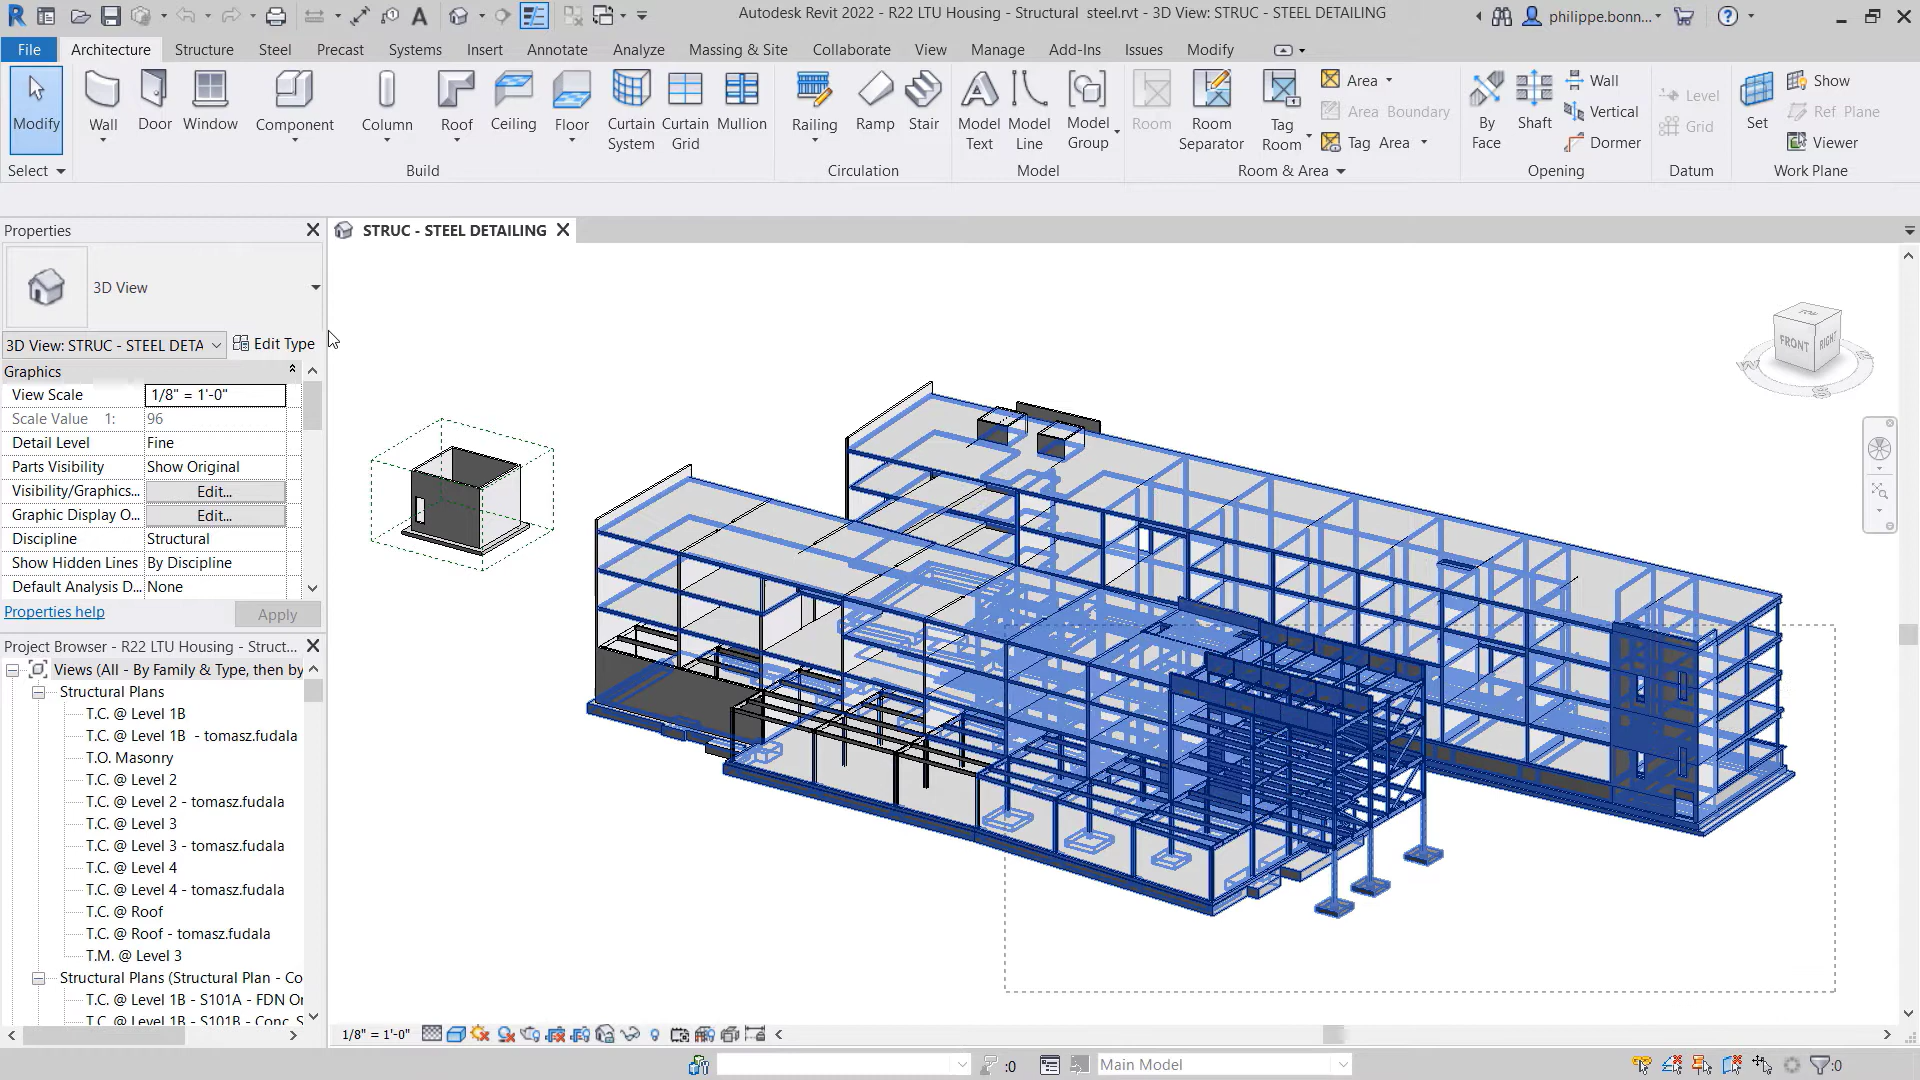 Autodesk Revit 2022 - R22 LTU Housing - Structural steel.rvt - 3D View: STRUC - STEEL DETAILING
philippe.bonn...
File Architecture Structure Steel Precast Systems Insert Annotate Analyze Massing & Site Collaborate View Manage Add-Ins Issues Modify
Modify
Wall
Door
Window
Component
Column
Roof
Ceiling
Floor
Curtain
System
Curtain
Grid
Mullion
Railing
Ramp
Stair
Model
Text
Model
Line
Model
Group
Room
Room
Separator
Tag
Room
Area
Area Boundary
Tag Area
By
Face
Shaft
Wall
Vertical
Dormer
Level
Grid
Set
Show
Ref Plane
Viewer
Select Build Circulation Model Room & Area Opening Datum Work Plane
Properties
STRUC - STEEL DETAILING
3D View
3D View: STRUC - STEEL DETA
Edit Type
Graphics
View Scale 1/8" = 1'-0"
Scale Value 1: 96
Detail Level Fine
Parts Visibility Show Original
Visibility/Graphics... Edit...
Graphic Display O... Edit...
Discipline Structural
Show Hidden Lines By Discipline
Default Analysis D... None
Properties help
Apply
Project Browser - R22 LTU Housing - Struct...
Views (All - By Family & Type, then by
Structural Plans
T.C. @ Level 1B
T.C. @ Level 1B - tomasz.fudala
T.O. Masonry
T.C. @ Level 2
T.C. @ Level 2 - tomasz.fudala
T.C. @ Level 3
T.C. @ Level 3 - tomasz.fudala
T.C. @ Level 4
T.C. @ Level 4 - tomasz.fudala
T.C. @ Roof
T.C. @ Roof - tomasz.fudala
T.M. @ Level 3
Structural Plans (Structural Plan - Co
T.C. @ Level 1B - S101A - FDN Or
T.C. @ Level 1B - S101B - Conc. S
TOP
FRONT
RIGHT
W
S
1/8" = 1'-0"
:0
Main Model
:0